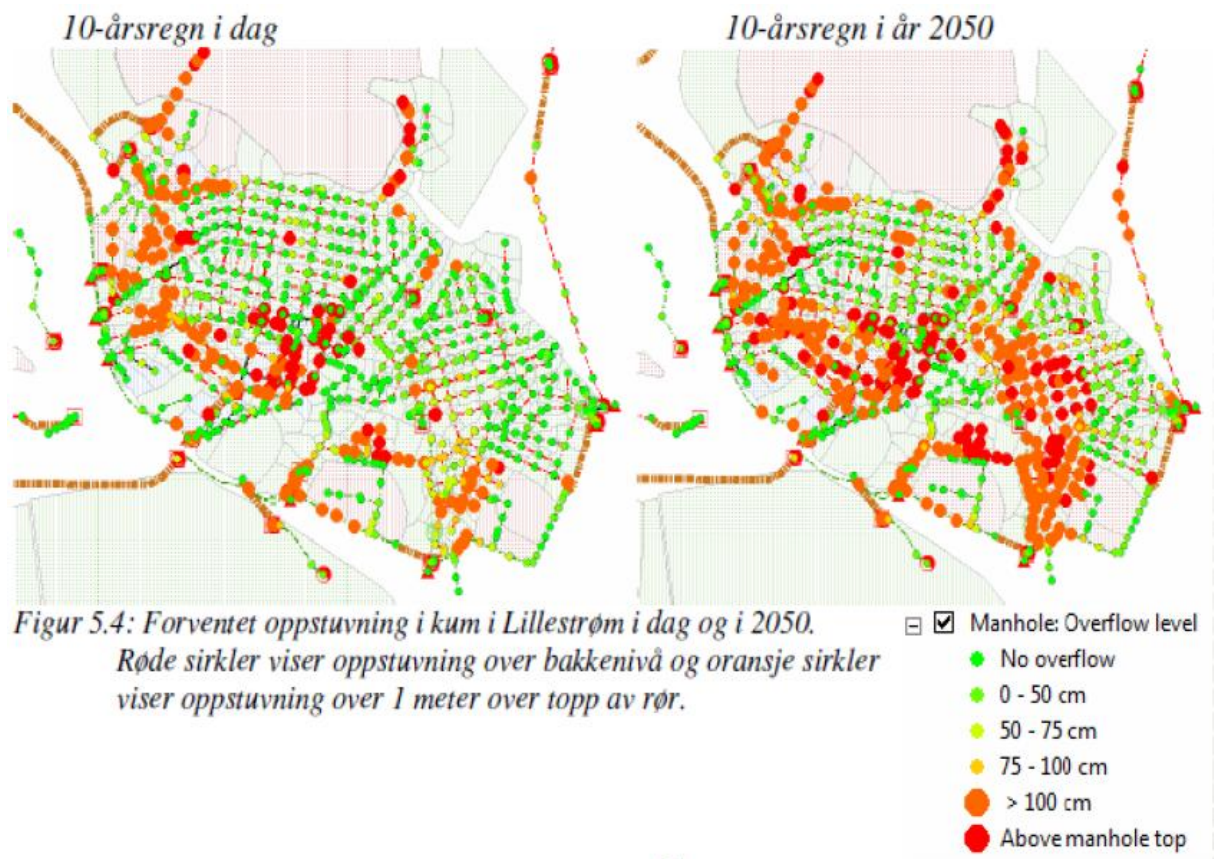 10-årsregn i dag
10-årsregn i år 2050
Figur 5.4: Forventet oppstuvning i kum i Lillestrøm i dag og i 2050.
Røde sirkler viser oppstuvning over bakkenivå og oransje sirkler
viser oppstuvning over 1 meter over topp av rør.
Manhole: Overflow level
No overflow
0 - 50 cm
50 - 75 cm
75 - 100 cm
> 100 cm
Above manhole top